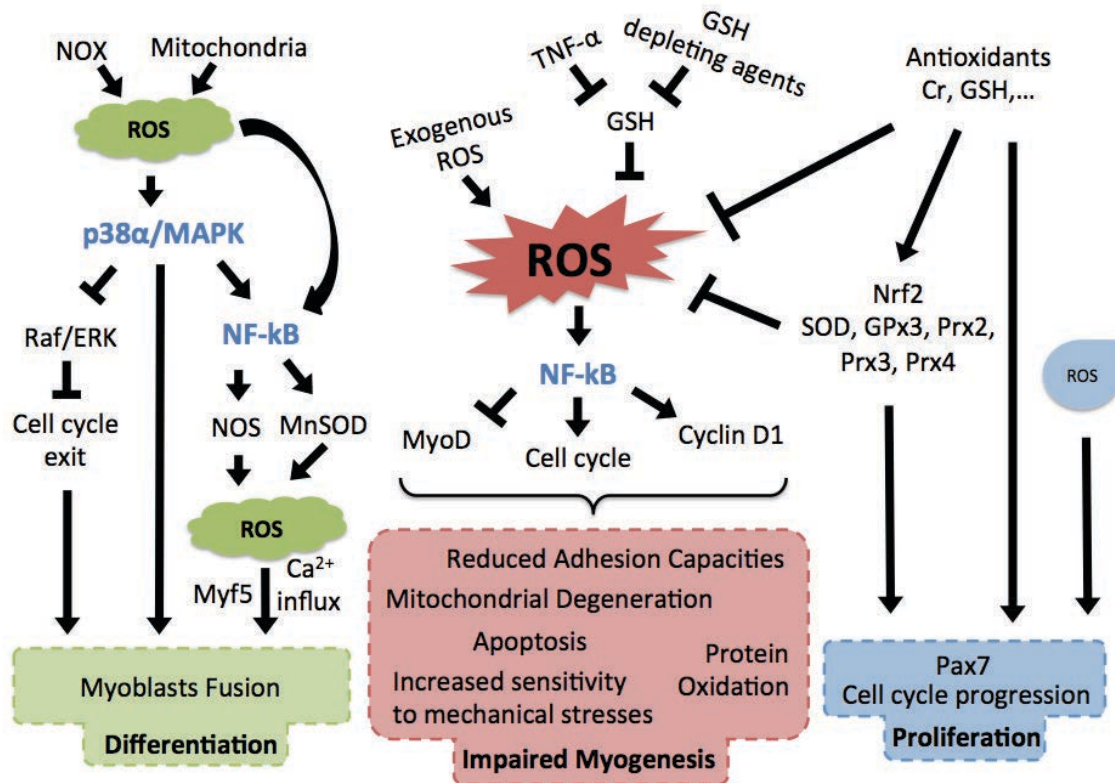 NOX
Mitochondria
ROS
p38α/MAPK
Raf/ERK
NF-kB
Cell cycle
exit
NOS
MnSOD
ROS
Myf5
Ca²⁺
influx
Myoblasts Fusion
Differentiation
TNF-α
GSH
depleting agents
Exogenous
ROS
GSH
ROS
NF-kB
MyoD
Cell cycle
Cyclin D1
Reduced Adhesion Capacities
Mitochondrial Degeneration
Apoptosis
Protein
Oxidation
Increased sensitivity
to mechanical stresses
Impaired Myogenesis
Antioxidants
Cr, GSH,...
Nrf2
SOD, GPx3, Prx2,
Prx3, Prx4
ROS
Pax7
Cell cycle progression
Proliferation